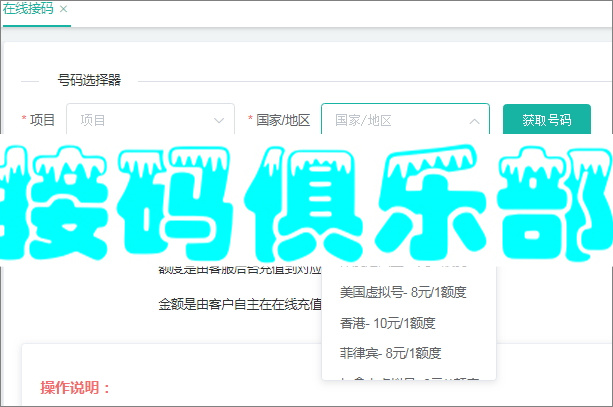 在线接码 ×
号码选择器
* 项目 项目 * 国家/地区 国家/地区 获取号码
接码俱乐部
额度是由客服后台充值到对应
美国虚拟号- 8元/1额度
金额是由客户自主在在线充值
香港- 10元/1额度
菲律宾- 8元/1额度
操作说明：